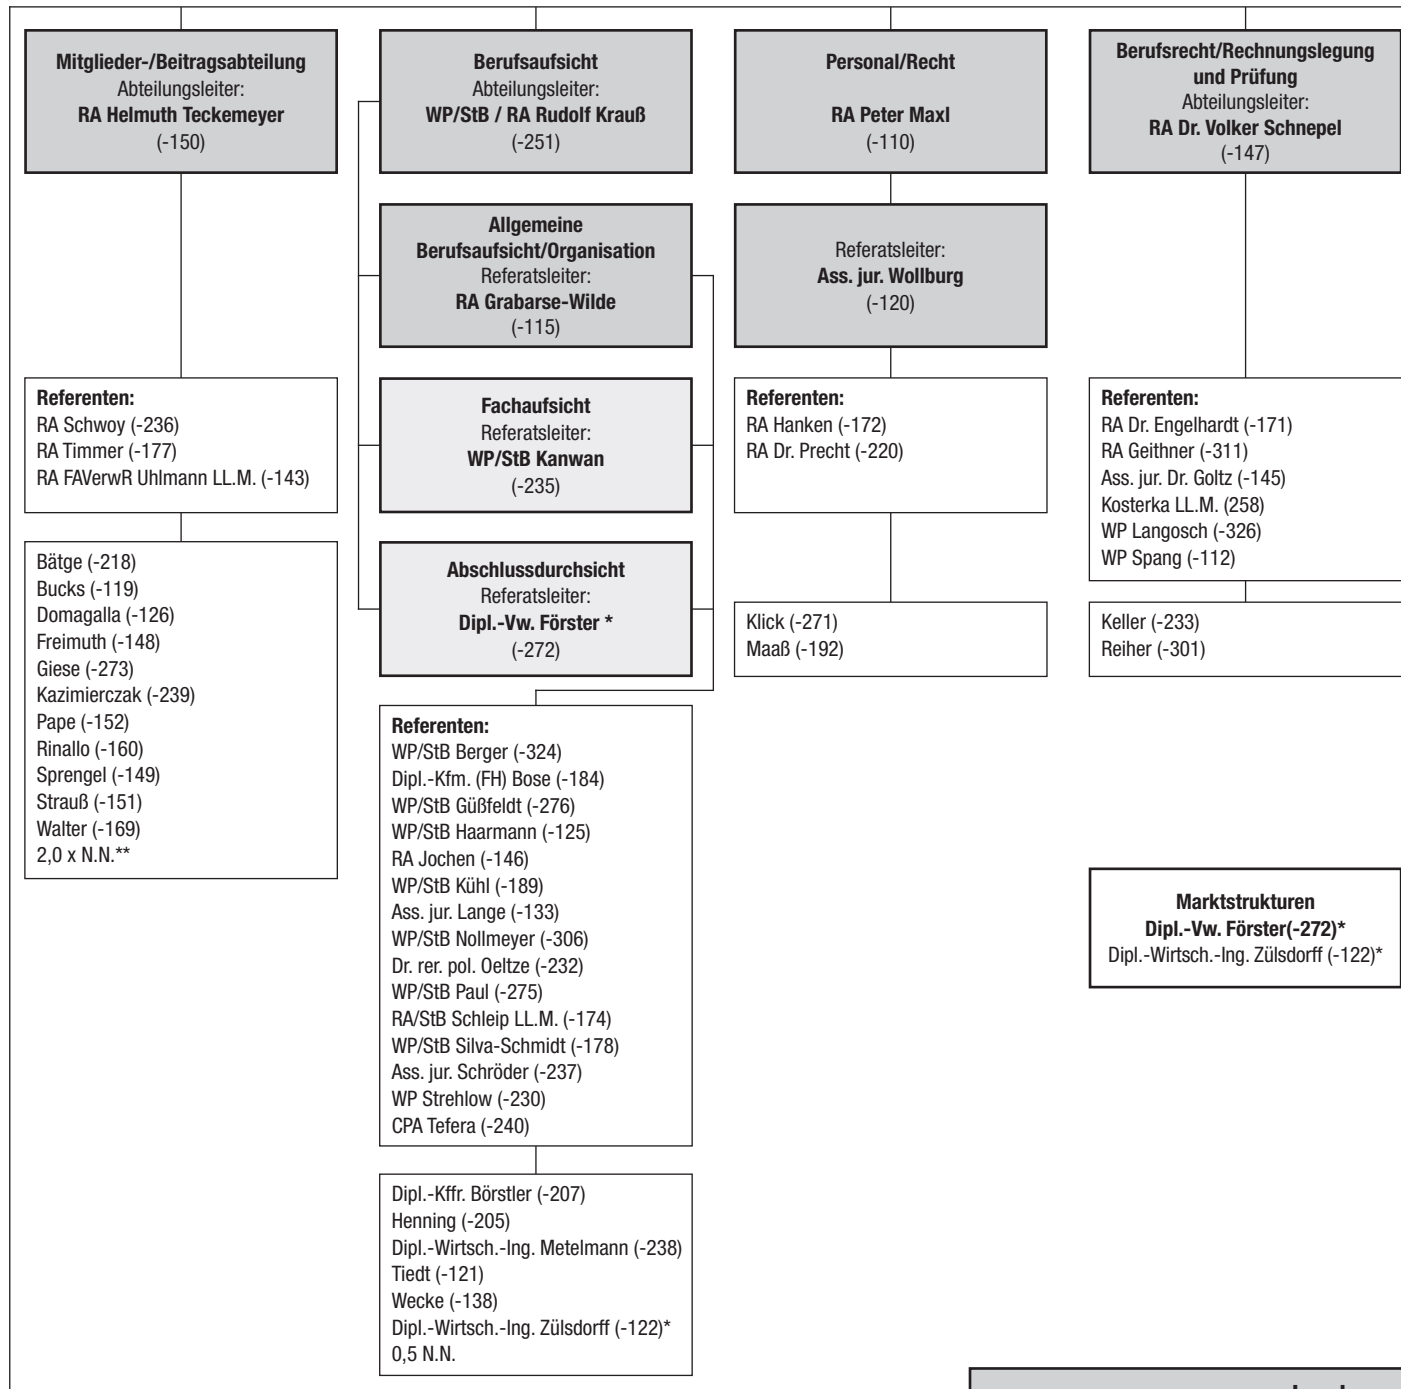 Mitglieder-/Beitragsabteilung
Abteilungsleiter:
RA Helmuth Teckemeyer
(-150)
Referenten:
RA Schwoy (-236)
RA Timmer (-177)
RA FAVerwR Uhlmann LL.M. (-143)
Bätge (-218)
Bucks (-119)
Domagalla (-126)
Freimuth (-148)
Giese (-273)
Kazimierczak (-239)
Pape (-152)
Rinallo (-160)
Sprengel (-149)
Strauß (-151)
Walter (-169)
2,0 x N.N.**
Berufsaufsicht
Abteilungsleiter:
WP/StB / RA Rudolf Krauß
(-251)
Allgemeine
Berufsaufsicht/Organisation
Referatsleiter:
RA Grabarse-Wilde
(-115)
Fachaufsicht
Referatsleiter:
WP/StB Kanwan
(-235)
Abschlussdurchsicht
Referatsleiter:
Dipl.-Vw. Förster *
(-272)
Referenten:
WP/StB Berger (-324)
Dipl.-Kfm. (FH) Bose (-184)
WP/StB Güßfeldt (-276)
WP/StB Haarmann (-125)
RA Jochen (-146)
WP/StB Kühl (-189)
Ass. jur. Lange (-133)
WP/StB Nollmeyer (-306)
Dr. rer. pol. Oeltze (-232)
WP/StB Paul (-275)
RA/StB Schleip LL.M. (-174)
WP/StB Silva-Schmidt (-178)
Ass. jur. Schröder (-237)
WP Strehlow (-230)
CPA Tefera (-240)
Dipl.-Kffr. Börstler (-207)
Henning (-205)
Dipl.-Wirtsch.-Ing. Metelmann (-238)
Tiedt (-121)
Wecke (-138)
Dipl.-Wirtsch.-Ing. Zülsdorff (-122)*
0,5 N.N.
Personal/Recht
RA Peter Maxl
(-110)
Referatsleiter:
Ass. jur. Wollburg
(-120)
Referenten:
RA Hanken (-172)
RA Dr. Precht (-220)
Klick (-271)
Maaß (-192)
Berufsrecht/Rechnungslegung
und Prüfung
Abteilungsleiter:
RA Dr. Volker Schnepel
(-147)
Referenten:
RA Dr. Engelhardt (-171)
RA Geithner (-311)
Ass. jur. Dr. Goltz (-145)
Kosterka LL.M. (258)
WP Langosch (-326)
WP Spang (-112)
Keller (-233)
Reiher (-301)
Marktstrukturen
Dipl.-Vw. Förster(-272)*
Dipl.-Wirtsch.-Ing. Zülsdorff (-122)*